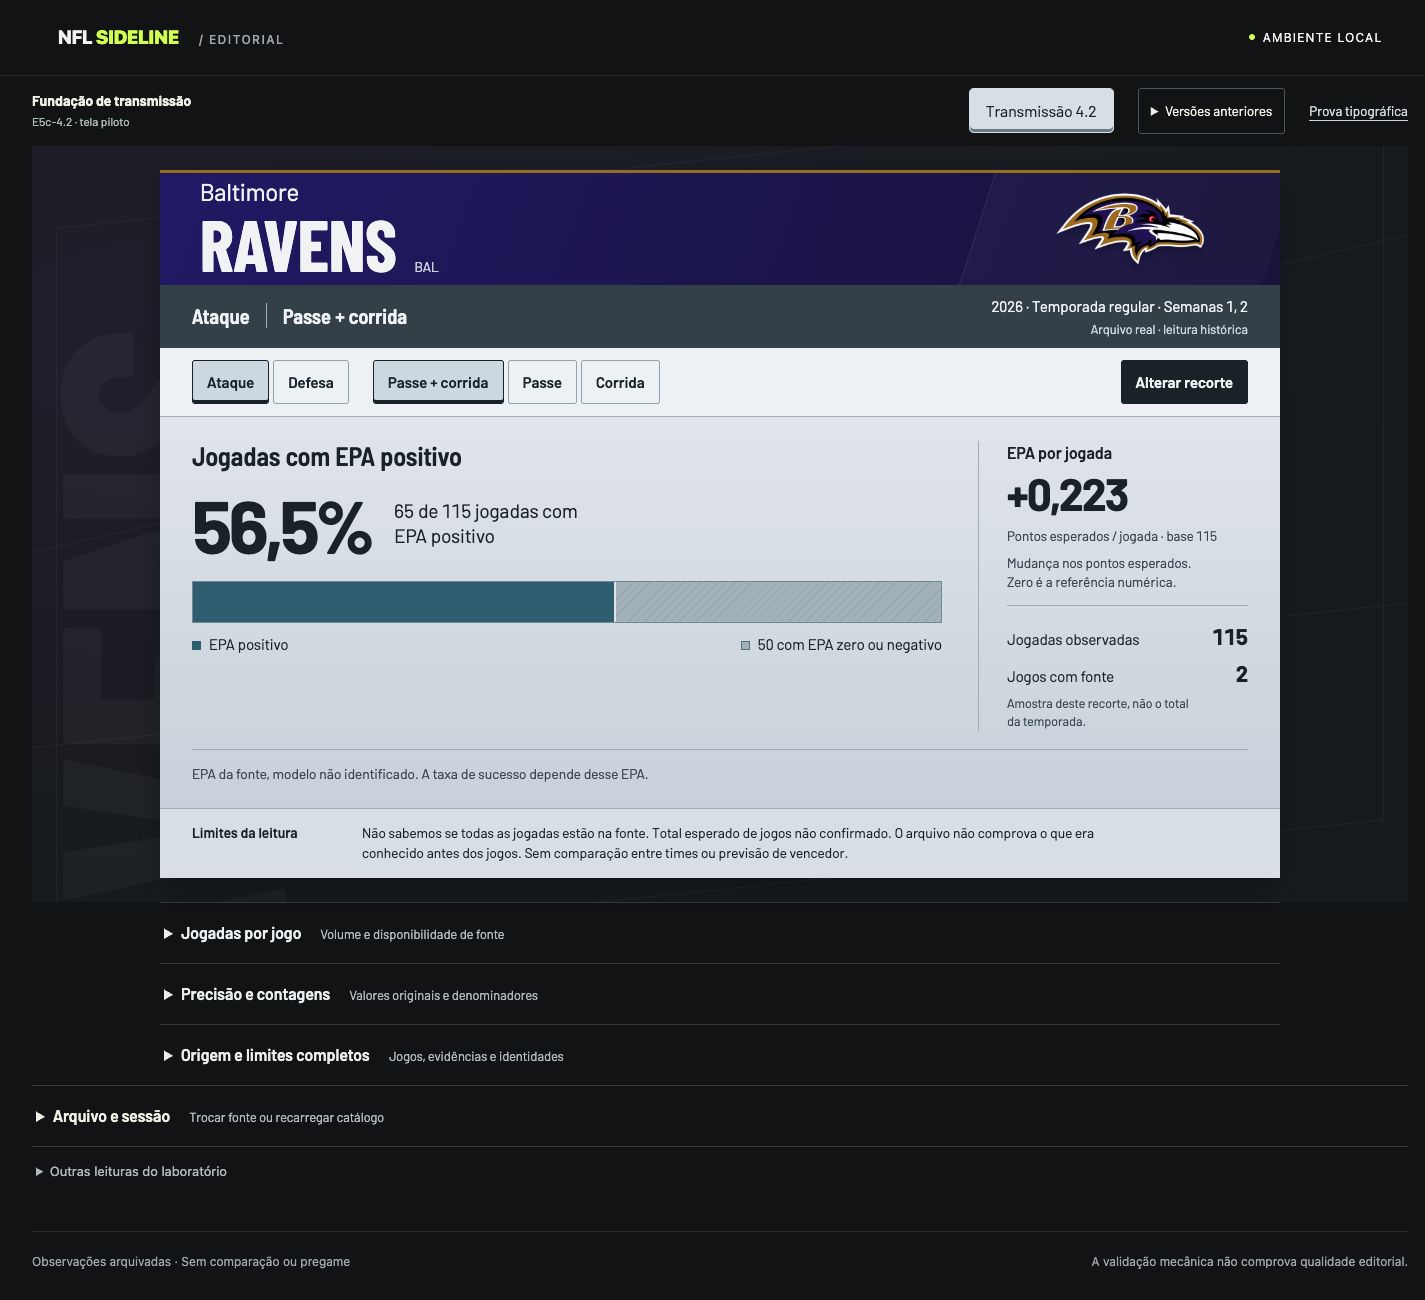 NFL SIDELINE / EDITORIAL
AMBIENTE LOCAL
Fundação de transmissão
E5c-4.2 · tela piloto
Transmissão 4.2
Versões anteriores
Prova tipográfica
Baltimore
RAVENS BAL
B
Ataque Passe + corrida
2026 · Temporada regular · Semanas 1, 2
Arquivo real · leitura histórica
Ataque Defesa Passe + corrida Passe Corrida Alterar recorte
Jogadas com EPA positivo
56,5%
65 de 115 jogadas com
EPA positivo
EPA positivo
50 com EPA zero ou negativo
EPA por jogada
+0,223
Pontos esperados / jogada · base 115
Mudança nos pontos esperados.
Zero é a referência numérica.
Jogadas observadas 115
Jogos com fonte 2
Amostra deste recorte, não o total
da temporada.
EPA da fonte, modelo não identificado. A taxa de sucesso depende desse EPA.
Limites da leitura
Não sabemos se todas as jogadas estão na fonte. Total esperado de jogos não confirmado. O arquivo não comprova o que era
conhecido antes dos jogos. Sem comparação entre times ou previsão de vencedor.
Jogadas por jogo Volume e disponibilidade de fonte
Precisão e contagens Valores originais e denominadores
Origem e limites completos Jogos, evidências e identidades
Arquivo e sessão Trocar fonte ou recarregar catálogo
Outras leituras do laboratório
Observações arquivadas · Sem comparação ou pregame
A validação mecânica não comprova qualidade editorial.